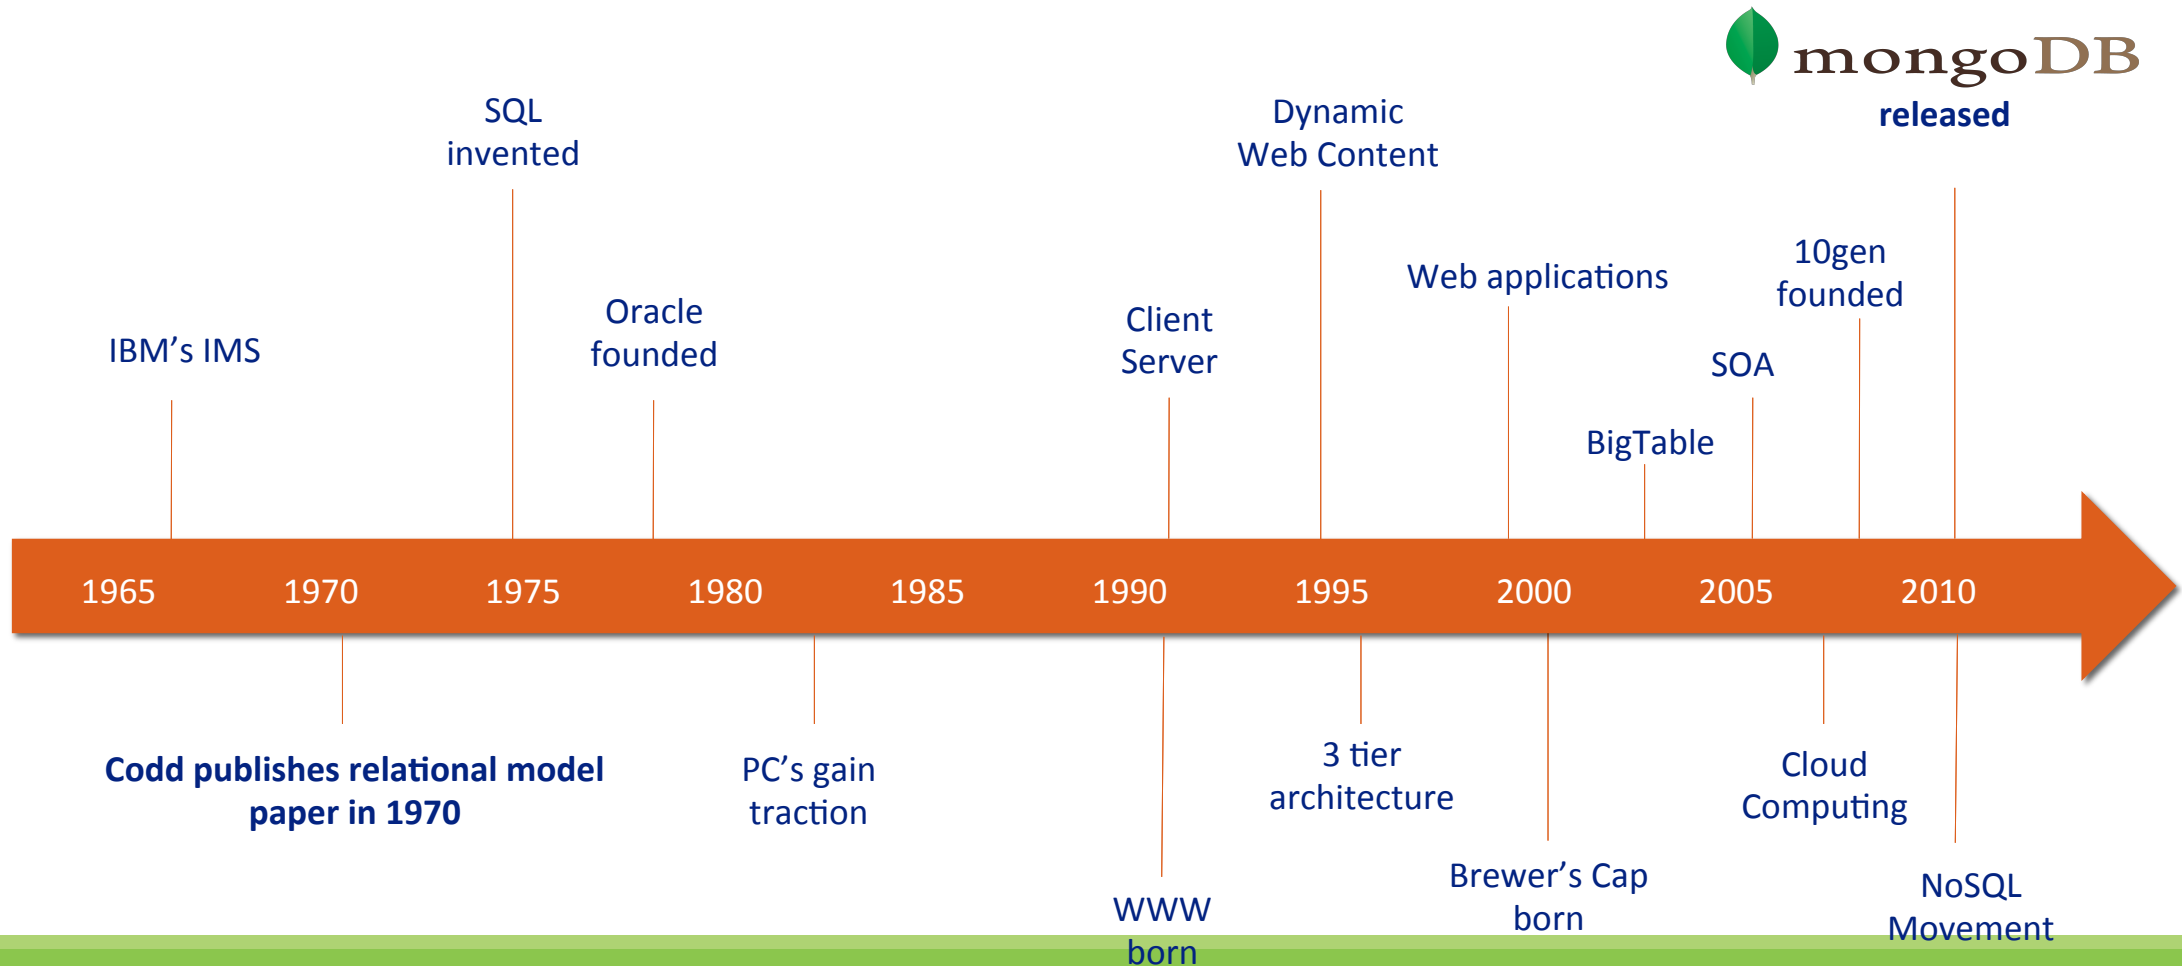 mongoDB
released
SQL
invented
Dynamic
Web Content
10gen
founded
Web applications
Oracle
founded
Client
Server
IBM’s IMS
SOA
BigTable
1965 1970 1975 1980 1985 1990 1995 2000 2005 2010
Codd publishes relational model
paper in 1970
PC’s gain
traction
3 tier
architecture
Cloud
Computing
Brewer’s Cap
born
NoSQL
Movement
WWW
born